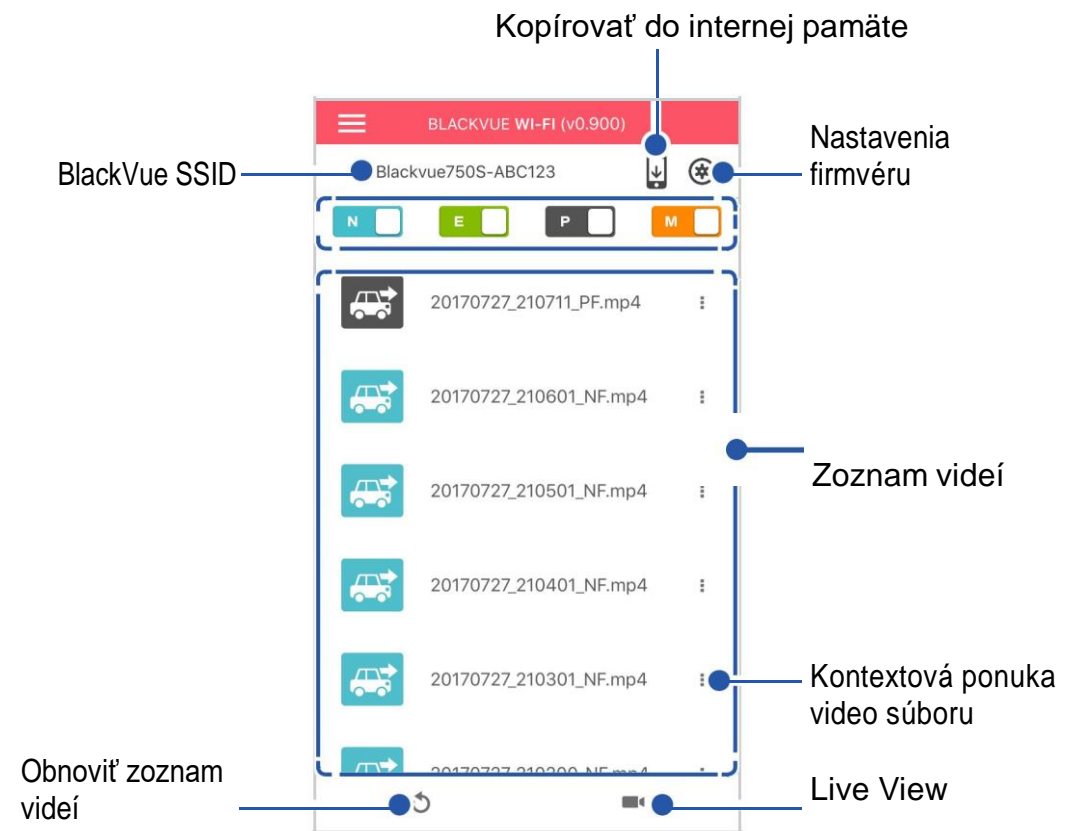 Kopírovať do internej pamäte
BLACKVUE WI-FI (v0.900)
Nastavenia
firmvéru
BlackVue SSID
Blackvue750S-ABC123
N E P M
20170727_210711_PF.mp4
20170727_210601_NF.mp4
Zoznam videí
20170727_210501_NF.mp4
20170727_210401_NF.mp4
20170727_210301_NF.mp4
Kontextová ponuka
video súboru
Obnoviť zoznam
videí
Live View